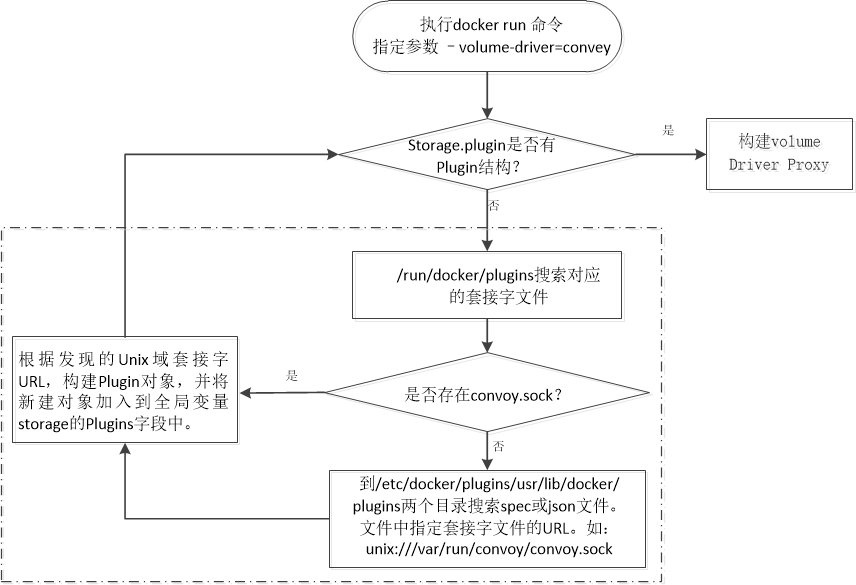 执行docker run 命令
指定参数 –volume-driver=convey
Storage.plugin是否有
Plugin结构？
是
构建volume
Driver Proxy
否
/run/docker/plugins搜索对应
的套接字文件
根据发现的Unix域套接字
URL，构建Plugin对象，并将
新建对象加入到全局变量
storage的Plugins字段中。
是
是否存在convoy.sock？
否
到/etc/docker/plugins/usr/lib/docker/
plugins两个目录搜索spec或json文件。
文件中指定套接字文件的URL。如：
unix:///var/run/convoy/convoy.sock